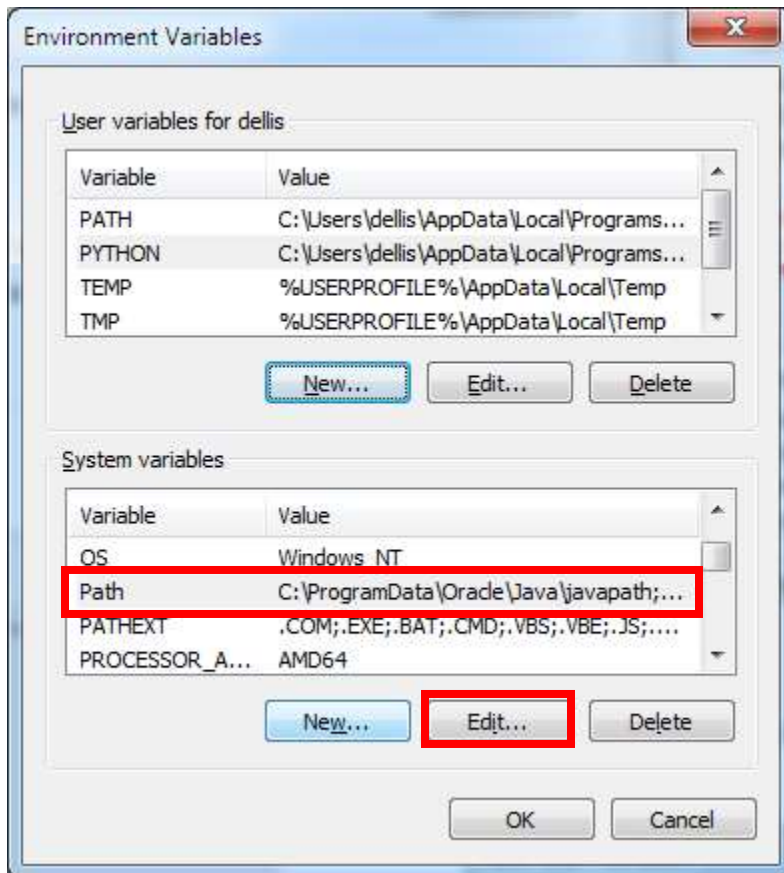 Environment Variables
User variables for dellis
Variable Value
PATH C:\Users\dellis\AppData\Local\Programs...
PYTHON C:\Users\dellis\AppData\Local\Programs...
TEMP %USERPROFILE%\AppData\Local\Temp
TMP %USERPROFILE%\AppData\Local\Temp
New... Edit... Delete
System variables
Variable Value
OS Windows_NT
Path C:\ProgramData\Oracle\Java\javapath;...
PATHEXT .COM;.EXE;.BAT;.CMD;.VBS;.VBE;.JS;....
PROCESSOR_A... AMD64
New... Edit... Delete
OK Cancel